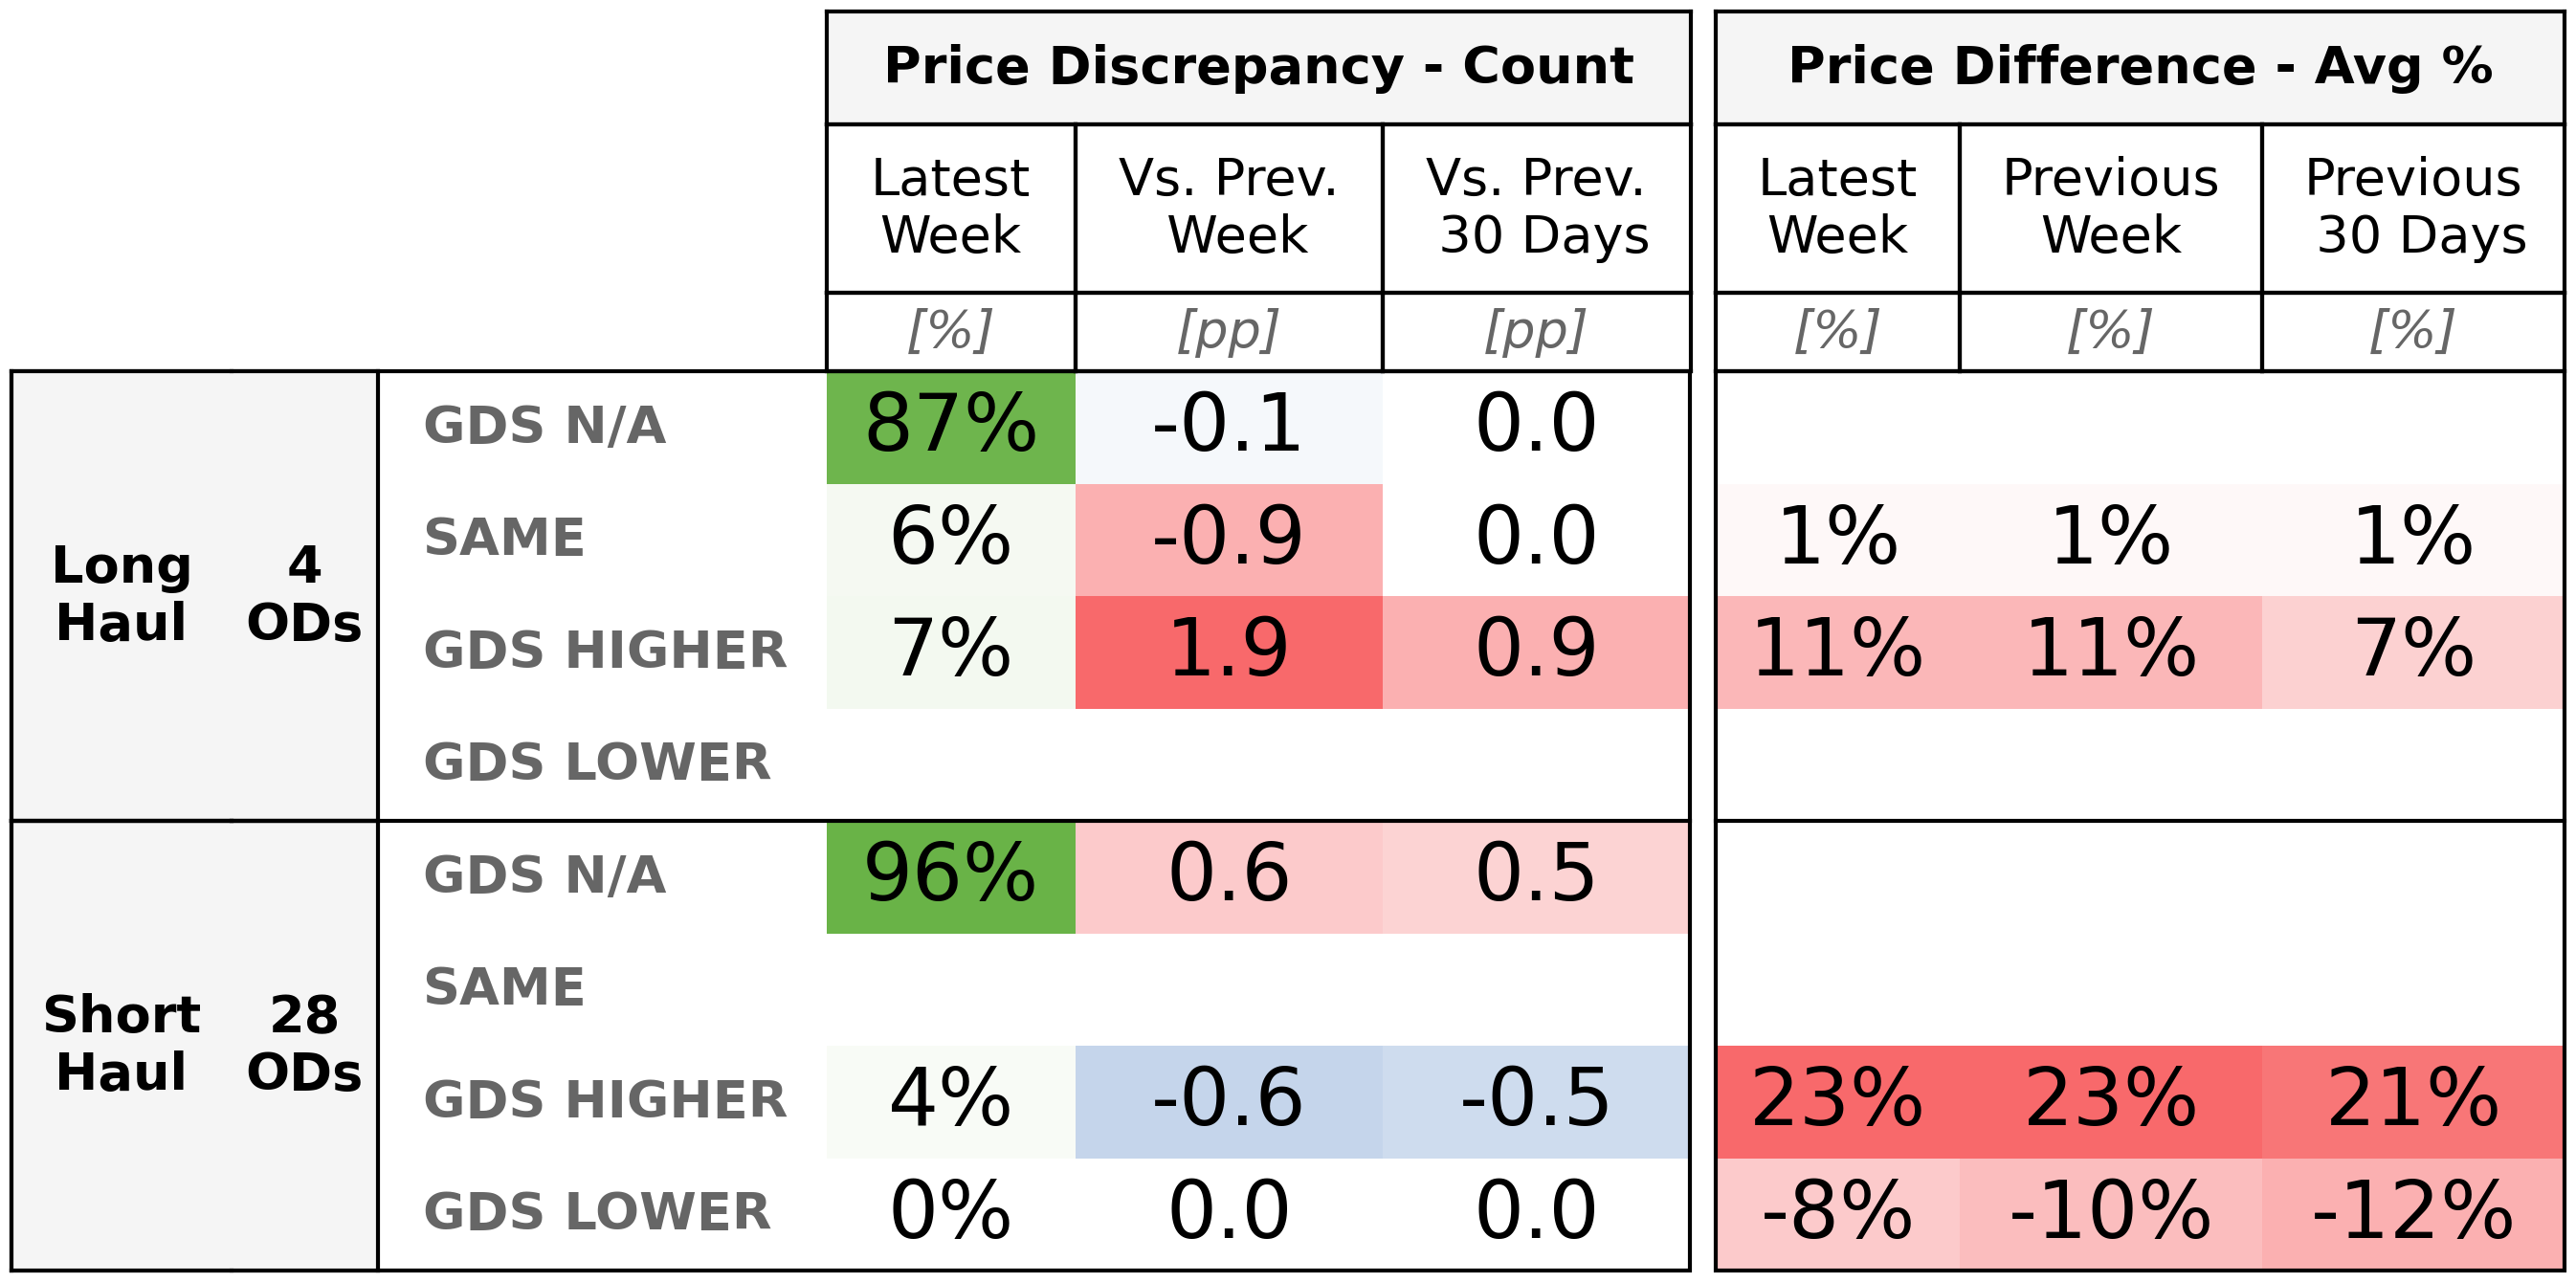 Price Discrepancy - Count Price Difference - Avg %
Latest Week Vs. Prev. Week Vs. Prev. 30 Days Latest Week Previous Week Previous 30 Days
[%] [pp] [pp] [%] [%] [%]
Long Haul 4 ODs
GDS N/A 87% -0.1 0.0
SAME 6% -0.9 0.0 1% 1% 1%
GDS HIGHER 7% 1.9 0.9 11% 11% 7%
GDS LOWER
Short Haul 28 ODs
GDS N/A 96% 0.6 0.5
SAME
GDS HIGHER 4% -0.6 -0.5 23% 23% 21%
GDS LOWER 0% 0.0 0.0 -8% -10% -12%